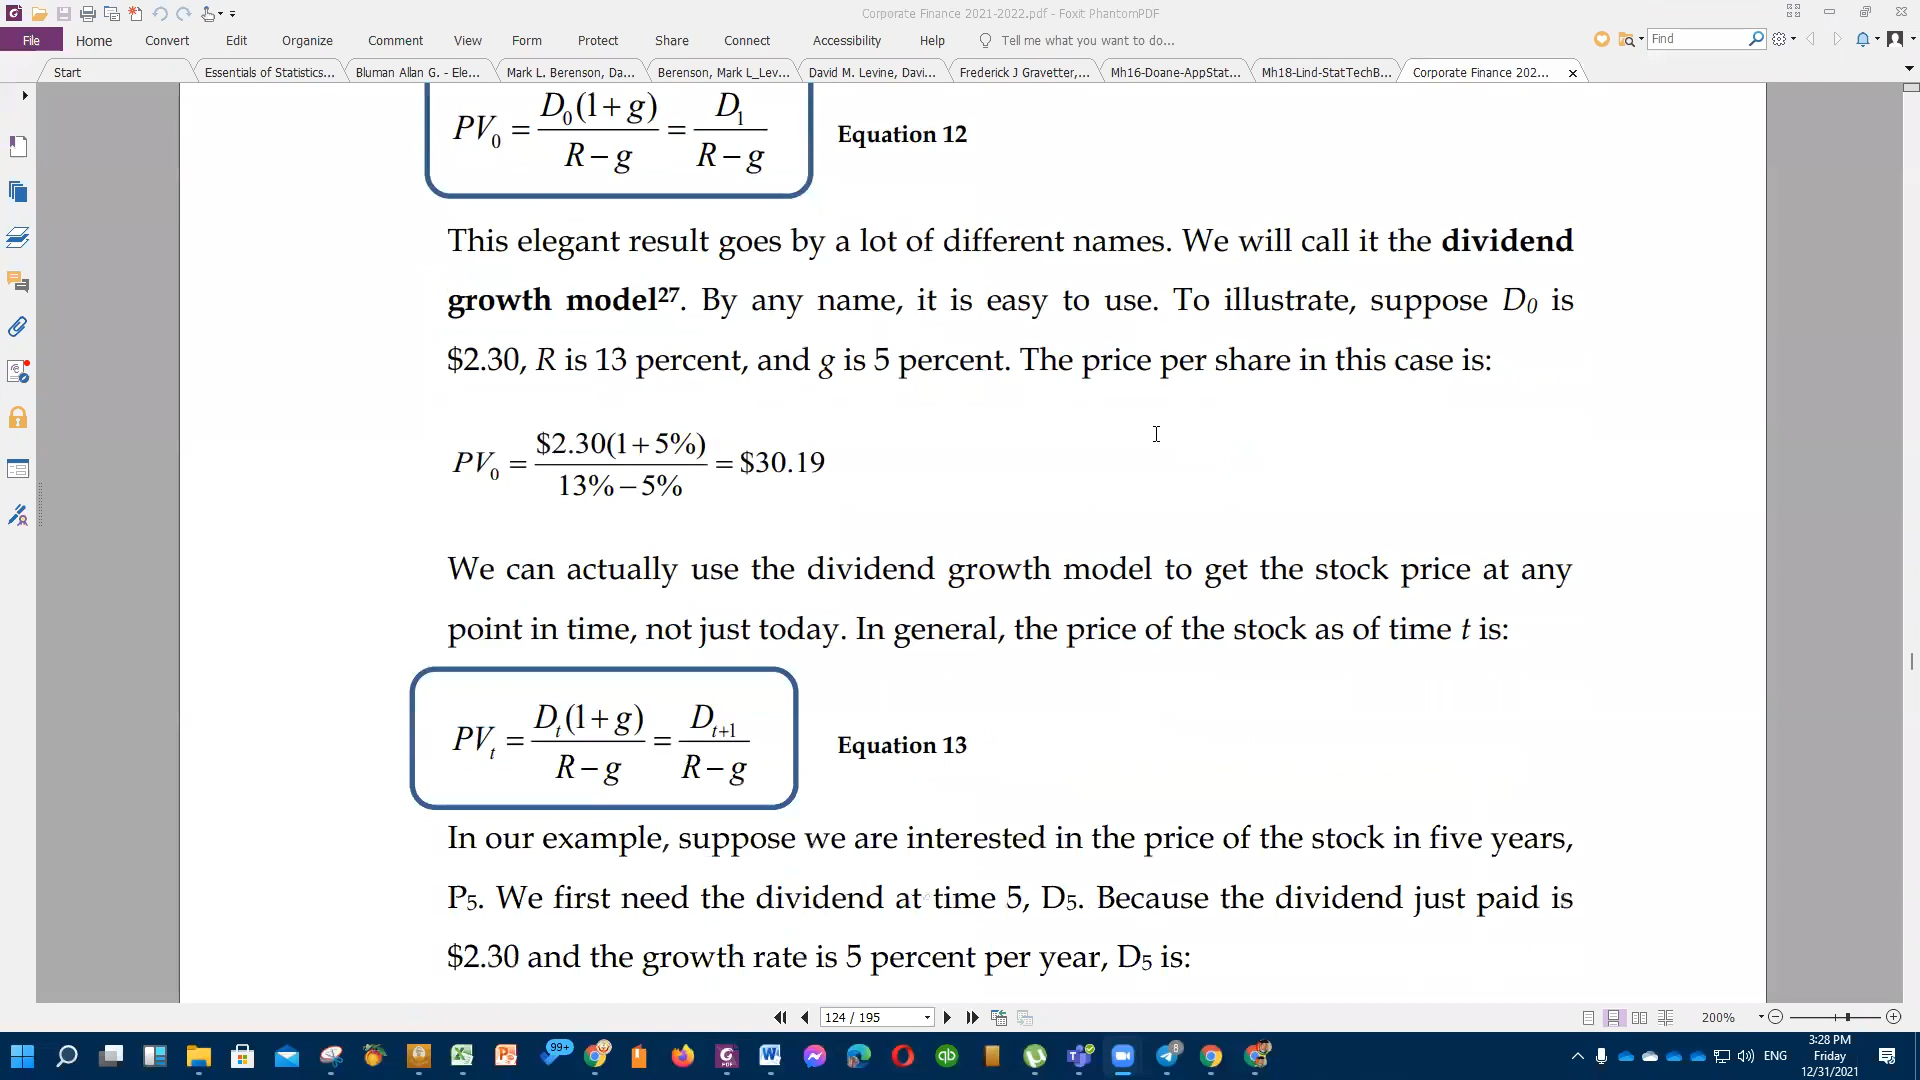 Corporate Finance 2021-2022.pdf - Foxit PhantomPDF
File Home Convert Edit Organize Comment View Form Protect Share Connect Accessibility Help Tell me what you want to do... Find
Start Essentials of Statistics... Bluman Allan G. - Ele... Mark L. Berenson, Da... Berenson, Mark L_Lev... David M. Levine, Davi... Frederick J Gravetter,... Mh16-Doane-AppStat... Mh18-Lind-StatTechB... Corporate Finance 202...
PV₀ = D₀(1+g) / R−g = D₁ / R−g Equation 12
This elegant result goes by a lot of different names. We will call it the dividend
growth model²⁷. By any name, it is easy to use. To illustrate, suppose D₀ is
$2.30, R is 13 percent, and g is 5 percent. The price per share in this case is:
PV₀ = $2.30(1+5%) / 13%−5% = $30.19
We can actually use the dividend growth model to get the stock price at any
point in time, not just today. In general, the price of the stock as of time t is:
PVₜ = Dₜ(1+g) / R−g = Dₜ₊₁ / R−g Equation 13
In our example, suppose we are interested in the price of the stock in five years,
P₅. We first need the dividend at time 5, D₅. Because the dividend just paid is
$2.30 and the growth rate is 5 percent per year, D₅ is:
124 / 195 200%
99+ 8 ENG
3:28 PM
Friday
12/31/2021